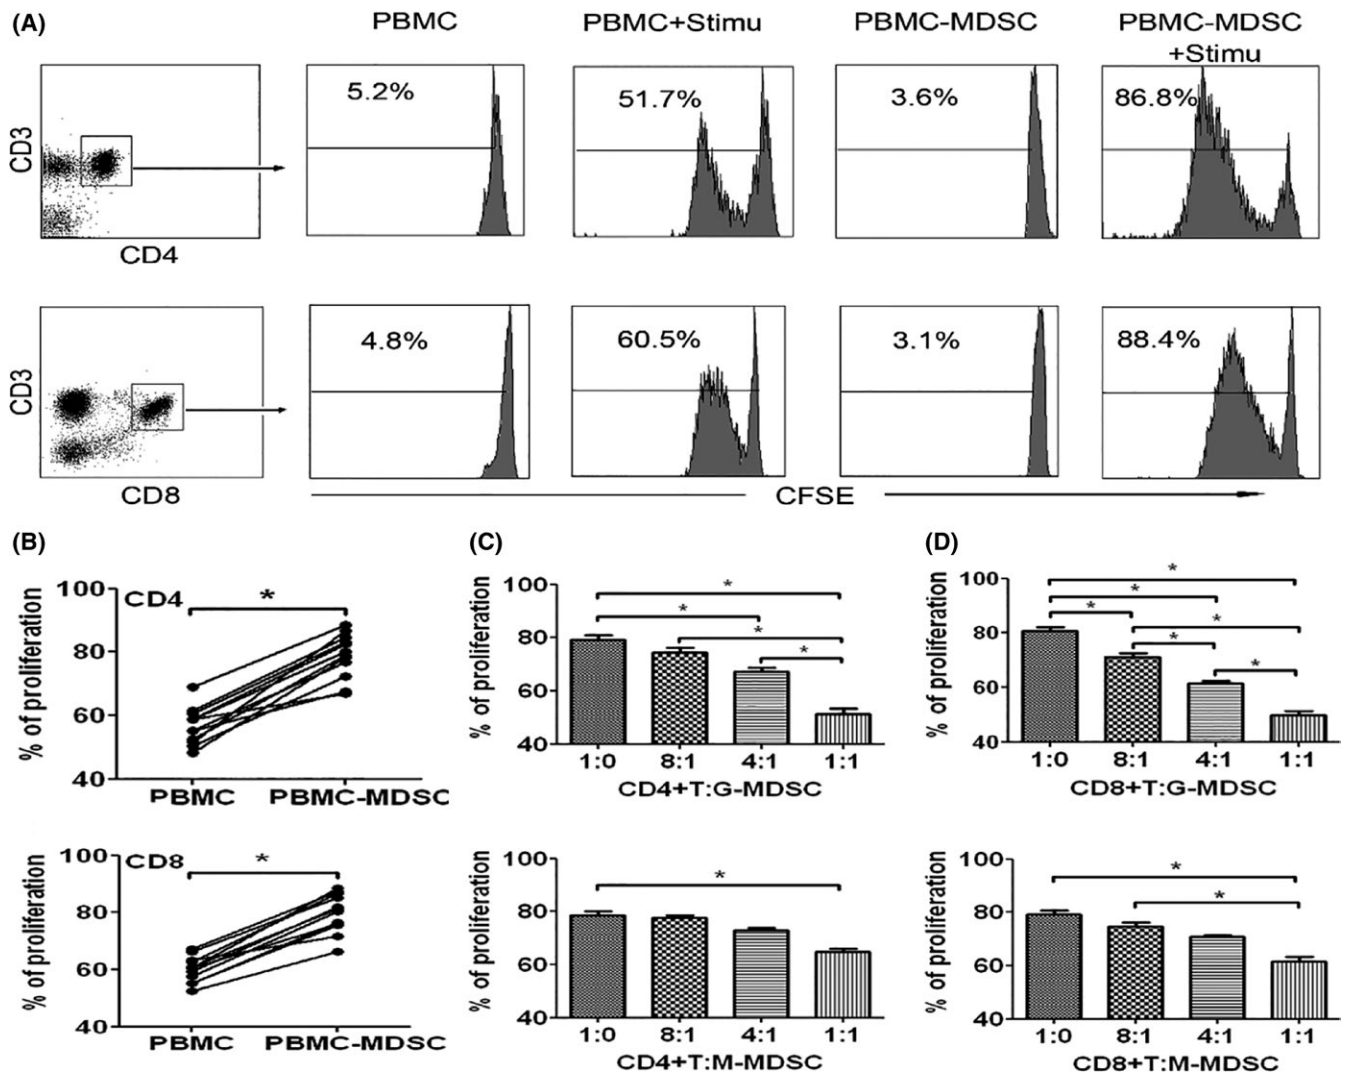 (A)
PBMC PBMC+Stimu PBMC-MDSC PBMC-MDSC
+Stimu
CD3 5.2% 51.7% 3.6% 86.8%
CD4
CD3 4.8% 60.5% 3.1% 88.4%
CD8 CFSE
(B) (C) (D)
% of proliferation
100
80
60
40
CD4
*
PBMC PBMC-MDSC
% of proliferation
100
80
60
40
* * * *
1:0 8:1 4:1 1:1
CD4+T:G-MDSC
% of proliferation
100
80
60
40
* * * * * *
1:0 8:1 4:1 1:1
CD8+T:G-MDSC
% of proliferation
100
80
60
40
CD8
*
PBMC PBMC-MDSC
% of proliferation
100
80
60
40
*
1:0 8:1 4:1 1:1
CD4+T:M-MDSC
% of proliferation
100
80
60
40
* *
1:0 8:1 4:1 1:1
CD8+T:M-MDSC